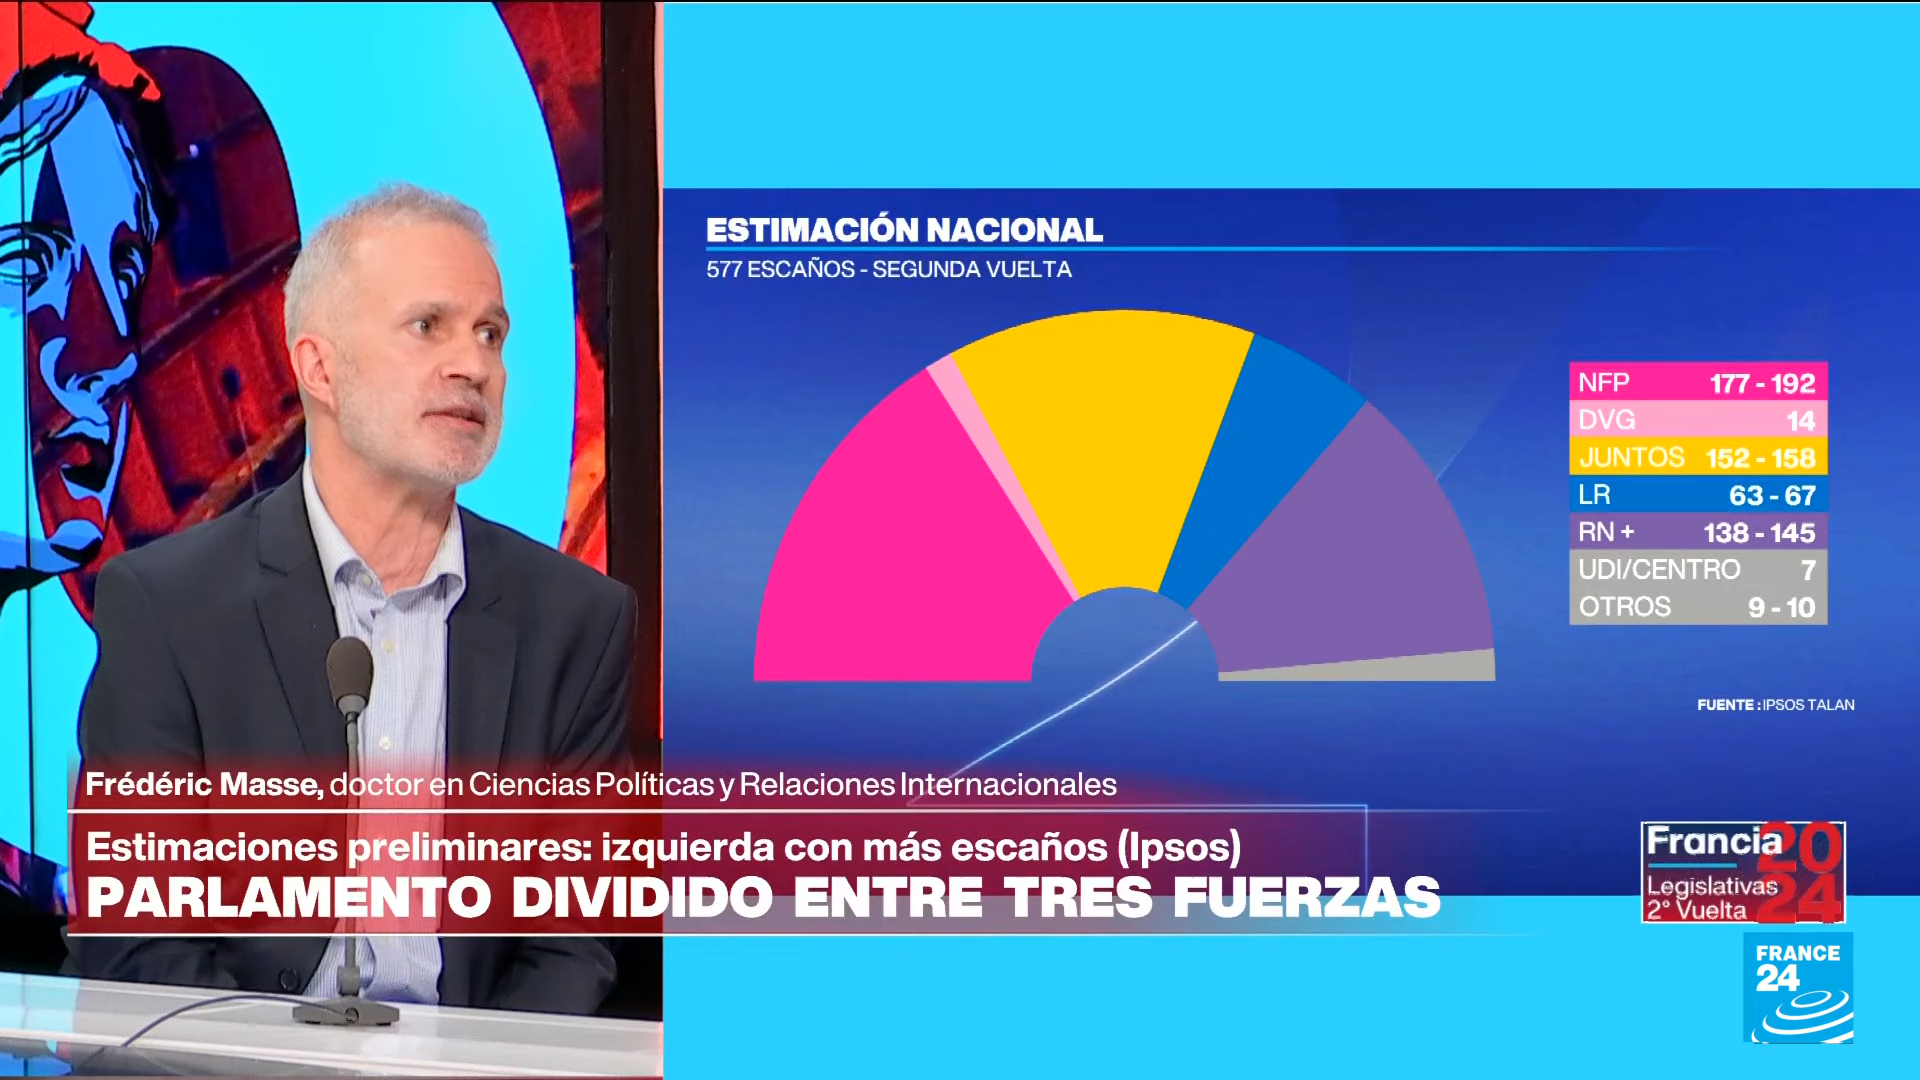 ESTIMACIÓN NACIONAL
577 ESCAÑOS - SEGUNDA VUELTA
NFP 177 - 192
DVG 14
JUNTOS 152 - 158
LR 63 - 67
RN + 138 - 145
UDI/CENTRO 7
OTROS 9 - 10
FUENTE : IPSOS TALAN
Frédéric Masse, doctor en Ciencias Políticas y Relaciones Internacionales
Estimaciones preliminares: izquierda con más escaños (Ipsos)
PARLAMENTO DIVIDIDO ENTRE TRES FUERZAS
Francia 2024
Legislativas
2° Vuelta
FRANCE
24